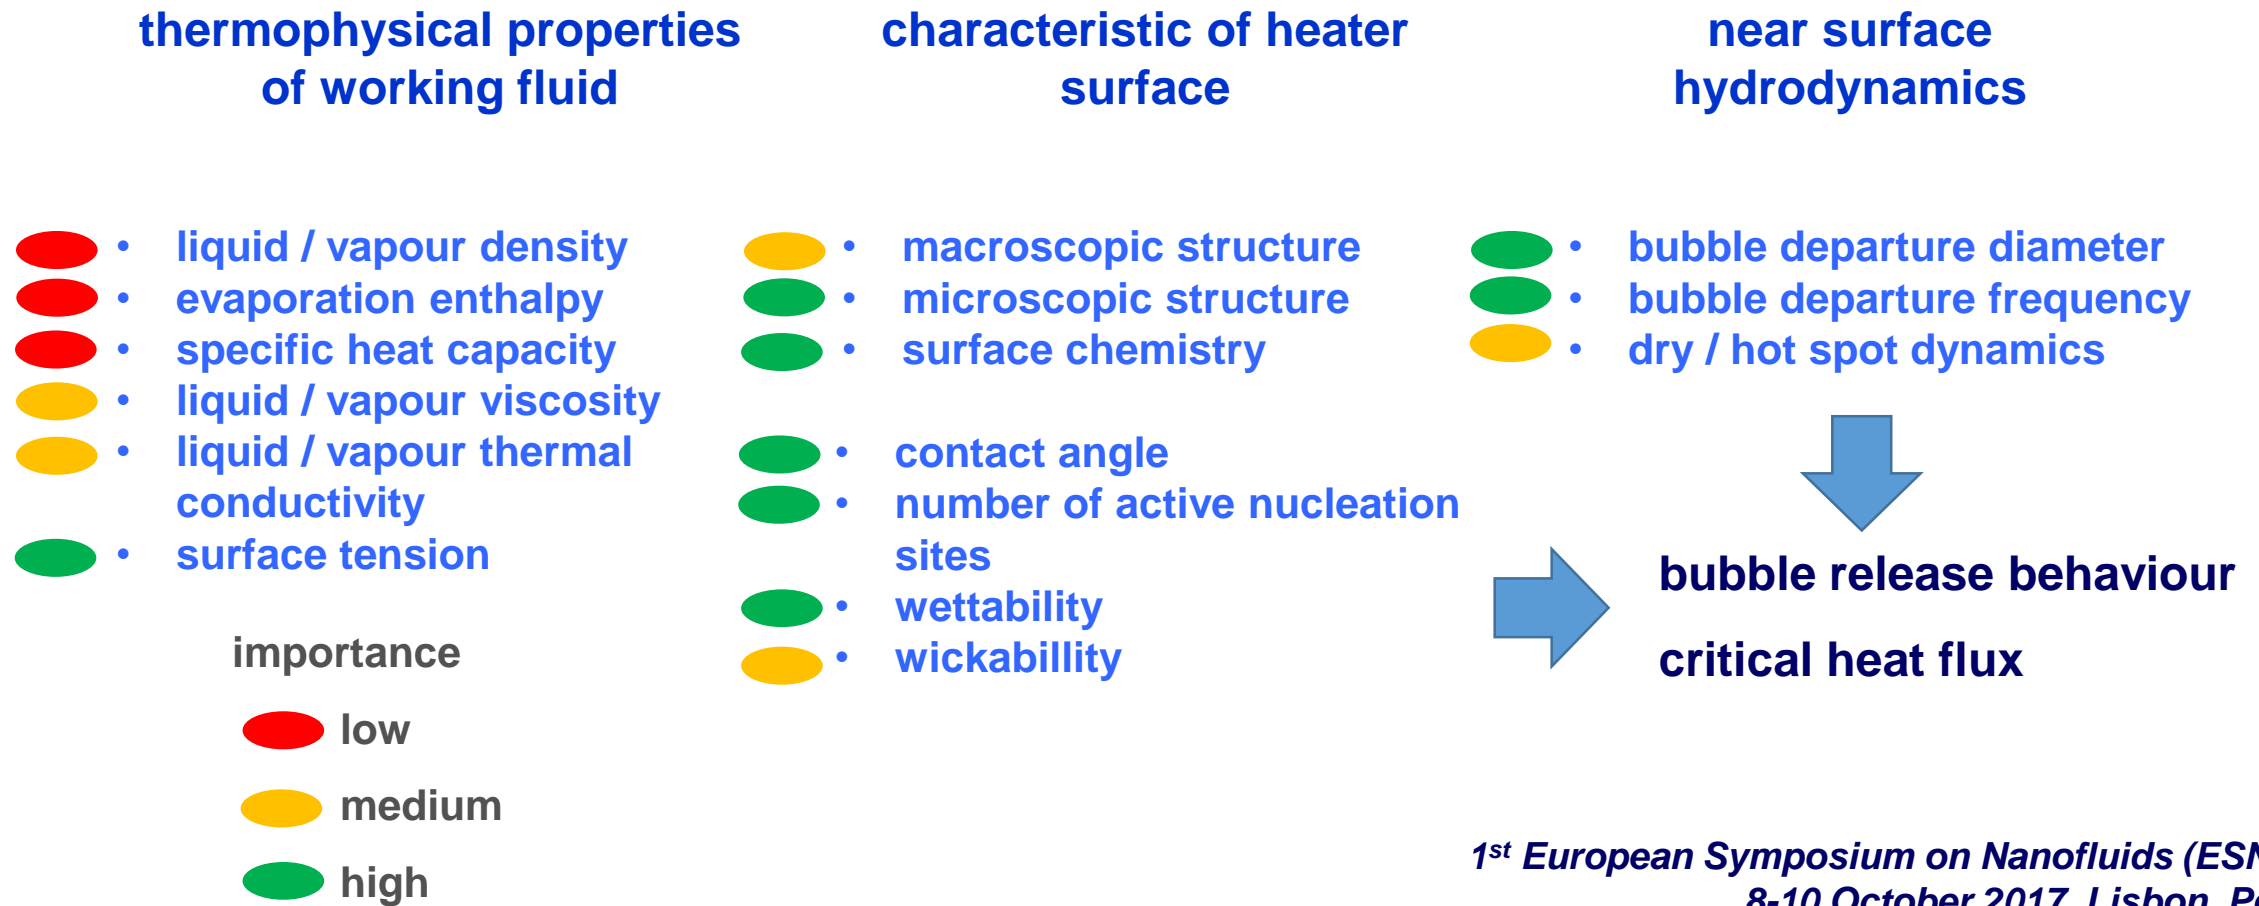 thermophysical properties
of working fluid
• liquid / vapour density
• evaporation enthalpy
• specific heat capacity
• liquid / vapour viscosity
• liquid / vapour thermal
conductivity
• surface tension
importance
low
medium
high
characteristic of heater
surface
• macroscopic structure
• microscopic structure
• surface chemistry
• contact angle
• number of active nucleation
sites
• wettability
• wickabillity
near surface
hydrodynamics
• bubble departure diameter
• bubble departure frequency
• dry / hot spot dynamics
bubble release behaviour
critical heat flux
1st European Symposium on Nanofluids (ESN
8-10 October 2017, Lisbon, Po